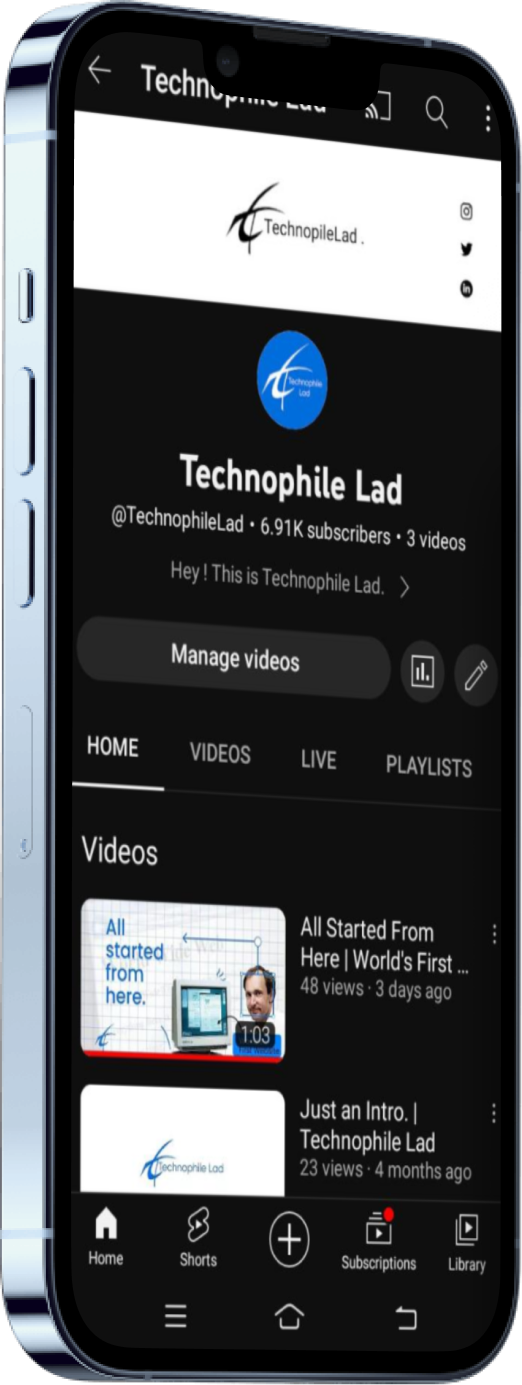 Technophile Lad
TechnopileLad .
in
Technophile
Lad
Technophile Lad
@TechnophileLad • 6.91K subscribers • 3 videos
Hey ! This is Technophile Lad.
Manage videos
HOME VIDEOS LIVE PLAYLISTS
Videos
All
started
from
here.
1:03
All Started From
Here | World's First ...
48 views · 3 days ago
Technophile Lad
Just an Intro. |
Technophile Lad
23 views · 4 months ago
Home Shorts Subscriptions Library